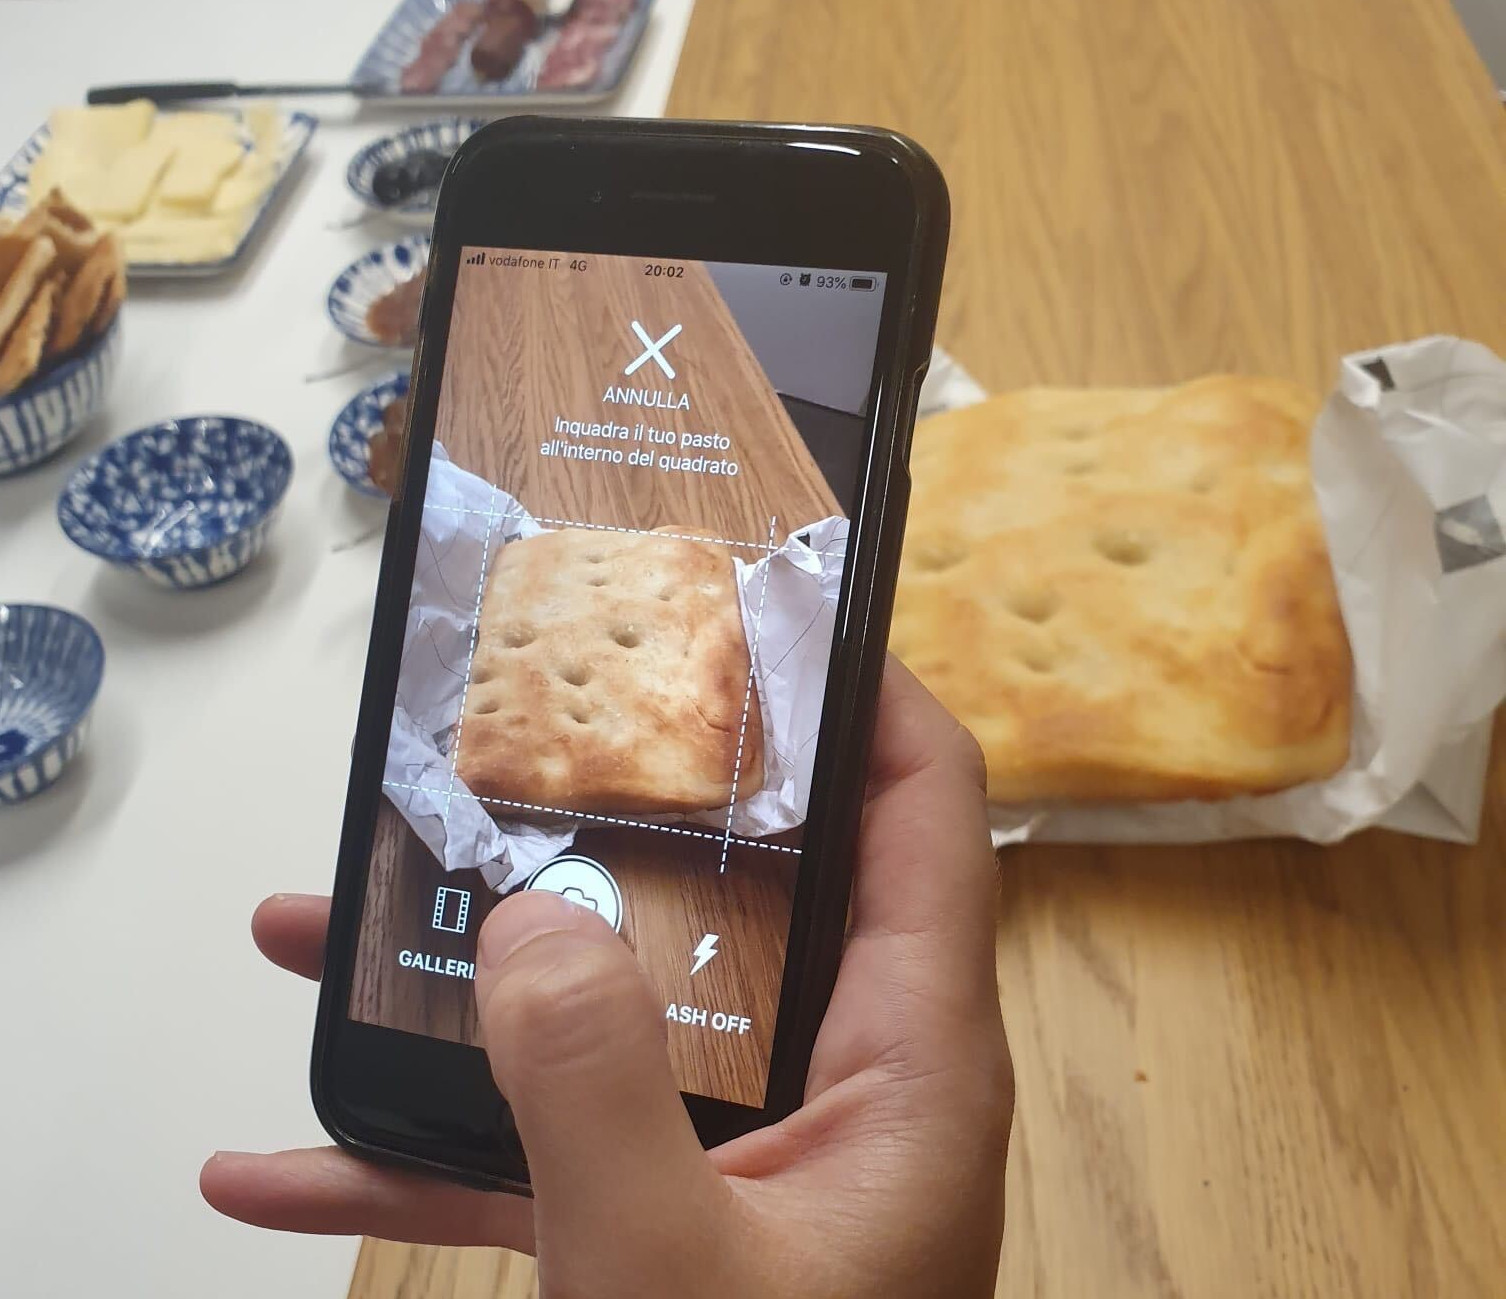 vodafone IT 4G 20:02 93%
ANNULLA
Inquadra il tuo pasto
all'interno del quadrato
GALLERI
ASH OFF